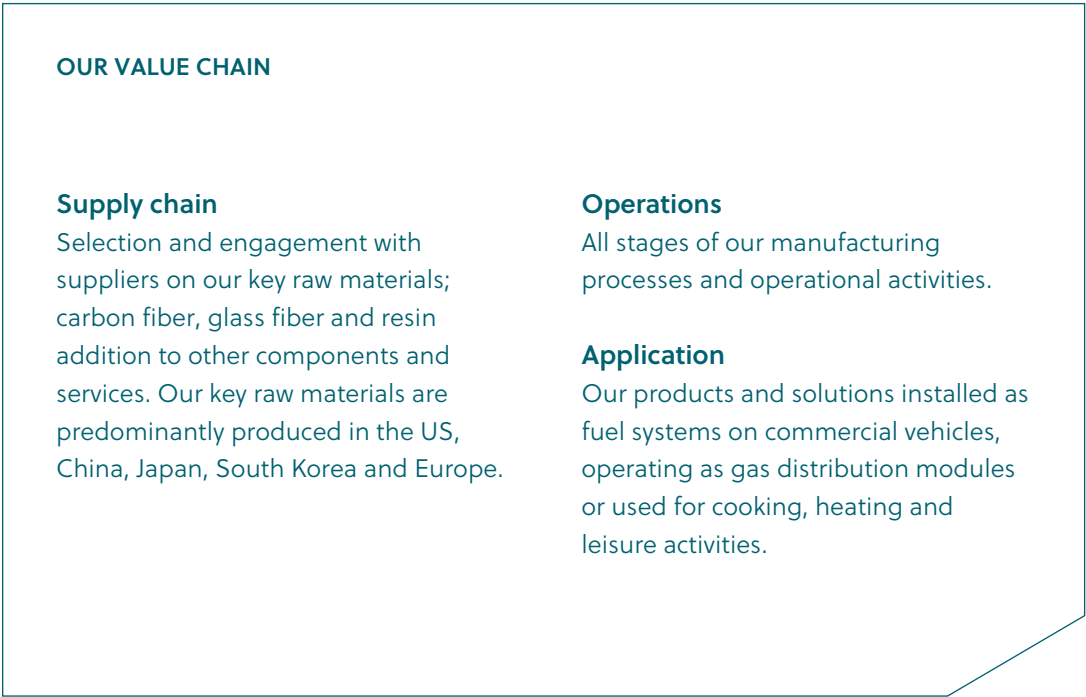 OUR VALUE CHAIN
Supply chain
Selection and engagement with
suppliers on our key raw materials;
carbon fiber, glass fiber and resin
addition to other components and
services. Our key raw materials are
predominantly produced in the US,
China, Japan, South Korea and Europe.
Operations
All stages of our manufacturing
processes and operational activities.
Application
Our products and solutions installed as
fuel systems on commercial vehicles,
operating as gas distribution modules
or used for cooking, heating and
leisure activities.